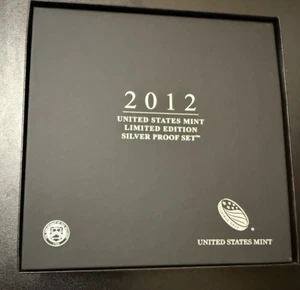 2012
UNITED STATES MINT
LIMITED EDITION
SILVER PROOF SET™
UNITED STATES MINT